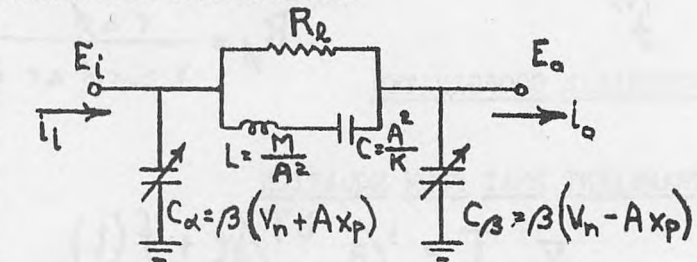 Rℓ
Ei
Eo
i₁
io
L = M/A²
C = A²/K
Cα = β(Vn + Axp)
Cβ = β(Vn − Axp)